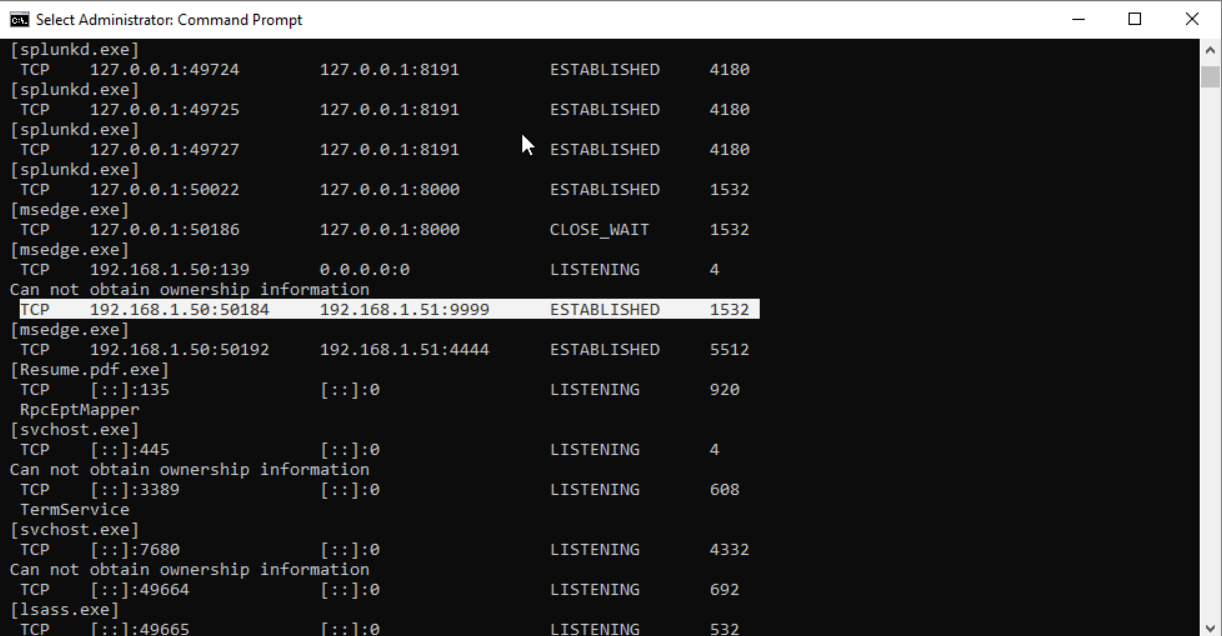 Select Administrator: Command Prompt
[splunkd.exe]
TCP 127.0.0.1:49724 127.0.0.1:8191 ESTABLISHED 4180
[splunkd.exe]
TCP 127.0.0.1:49725 127.0.0.1:8191 ESTABLISHED 4180
[splunkd.exe]
TCP 127.0.0.1:49727 127.0.0.1:8191 ESTABLISHED 4180
[splunkd.exe]
TCP 127.0.0.1:50022 127.0.0.1:8000 ESTABLISHED 1532
[msedge.exe]
TCP 127.0.0.1:50186 127.0.0.1:8000 CLOSE_WAIT 1532
[msedge.exe]
TCP 192.168.1.50:139 0.0.0.0:0 LISTENING 4
Can not obtain ownership information
TCP 192.168.1.50:50184 192.168.1.51:9999 ESTABLISHED 1532
[msedge.exe]
TCP 192.168.1.50:50192 192.168.1.51:4444 ESTABLISHED 5512
[Resume.pdf.exe]
TCP [::]:135 [::]:0 LISTENING 920
RpcEptMapper
[svchost.exe]
TCP [::]:445 [::]:0 LISTENING 4
Can not obtain ownership information
TCP [::]:3389 [::]:0 LISTENING 608
TermService
[svchost.exe]
TCP [::]:7680 [::]:0 LISTENING 4332
Can not obtain ownership information
TCP [::]:49664 [::]:0 LISTENING 692
[lsass.exe]
TCP [::]:49665 [::]:0 LISTENING 532